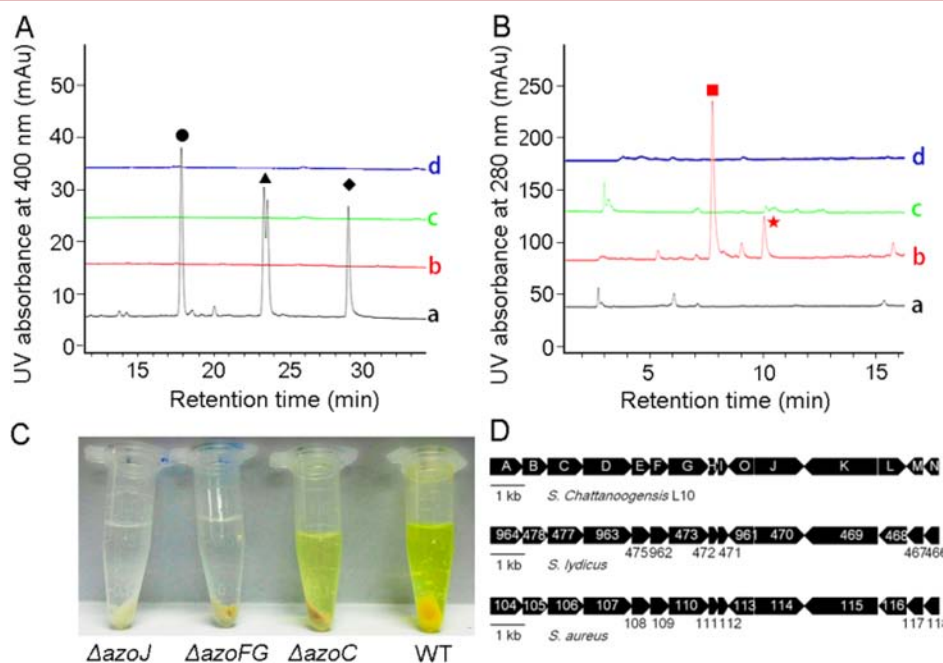 A
UV absorbance at 400 nm (mAu)
50
40
30
20
10
0
d
c
b
a
15 20 25 30
Retention time (min)
B
UV absorbance at 280 nm (mAu)
250
200
150
100
50
0
d
c
b
a
5 10 15
Retention time (min)
C
ΔazoJ ΔazoFG ΔazoC WT
D
A B C D E F G H I O J K L M N
1 kb S. Chattanoogensis L10
964 478 477 963 961 470 469 468
475 962 473 472 471 467 466
1 kb S. lydicus
104 105 106 107 110 113 114 115 116
108 109 111 112 117 118
1 kb S. aureus